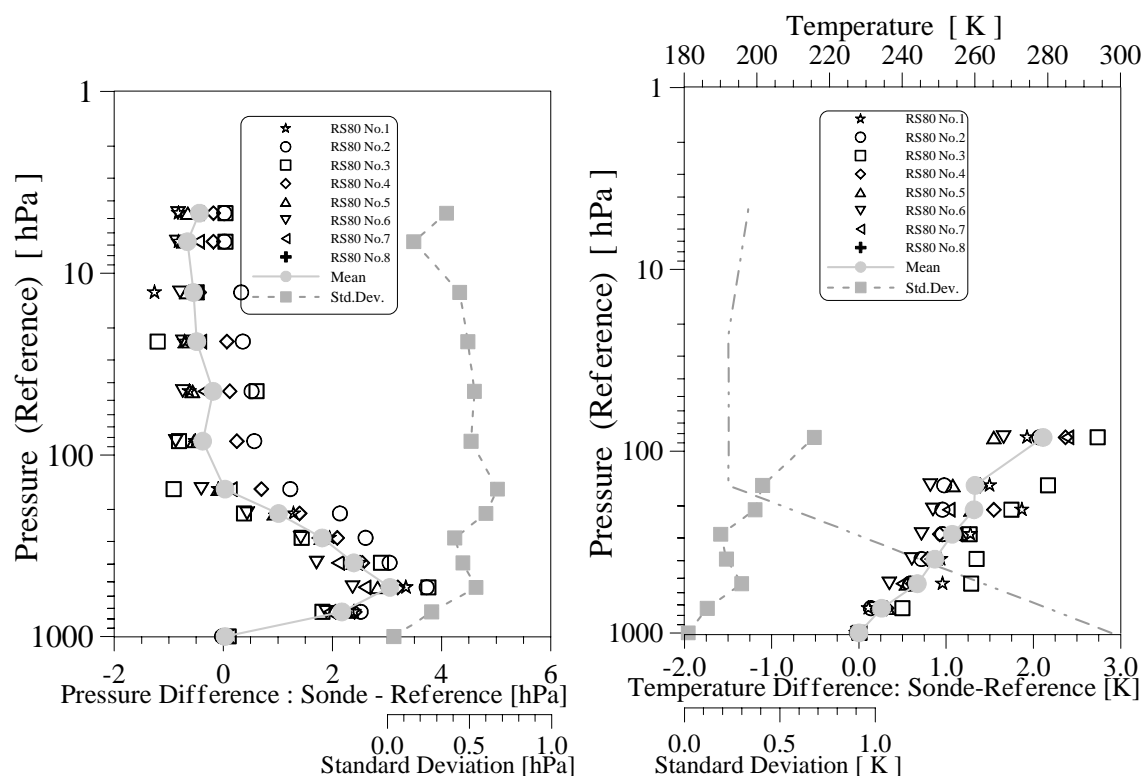 Temperature [ K ]
180 200 220 240 260 280 300
1
10
100
1000
Pressure (Reference) [ hPa ]
RS80 No.1
RS80 No.2
RS80 No.3
RS80 No.4
RS80 No.5
RS80 No.6
RS80 No.7
RS80 No.8
Mean
Std.Dev.
-2 0 2 4 6
Pressure Difference : Sonde - Reference [hPa]
0.0 0.5 1.0
Standard Deviation [hPa]
1
10
100
1000
Pressure (Reference) [ hPa ]
RS80 No.1
RS80 No.2
RS80 No.3
RS80 No.4
RS80 No.5
RS80 No.6
RS80 No.7
RS80 No.8
Mean
Std.Dev.
-2.0 -1.0 0.0 1.0 2.0 3.0
Temperature Difference: Sonde-Reference [K]
0.0 0.5 1.0
Standard Deviation [ K ]